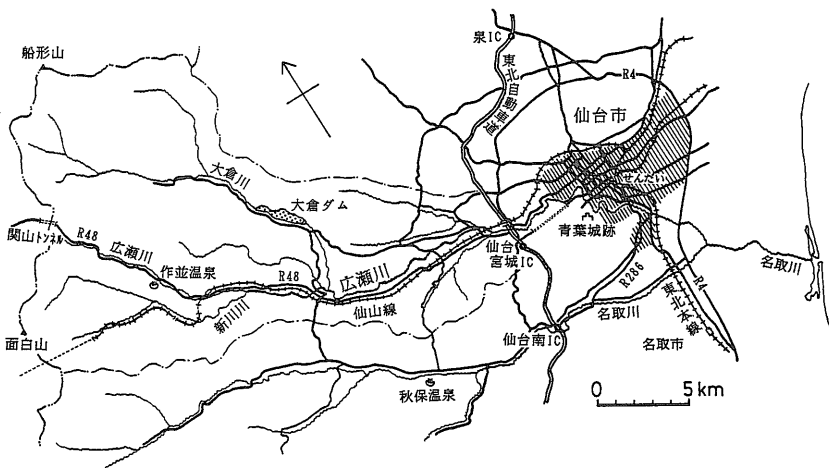 船形山
泉IC
東北自動車道
R4
仙台市
せんだい
大倉川
大倉ダム
青葉城跡
関山トンネル
R48
広瀬川
作並温泉
R48
広瀬川
仙台宮城IC
名取川
R286
R4
新川川
仙山線
東北本線
名取川
面白山
仙台南IC
名取市
秋保温泉
0 5km